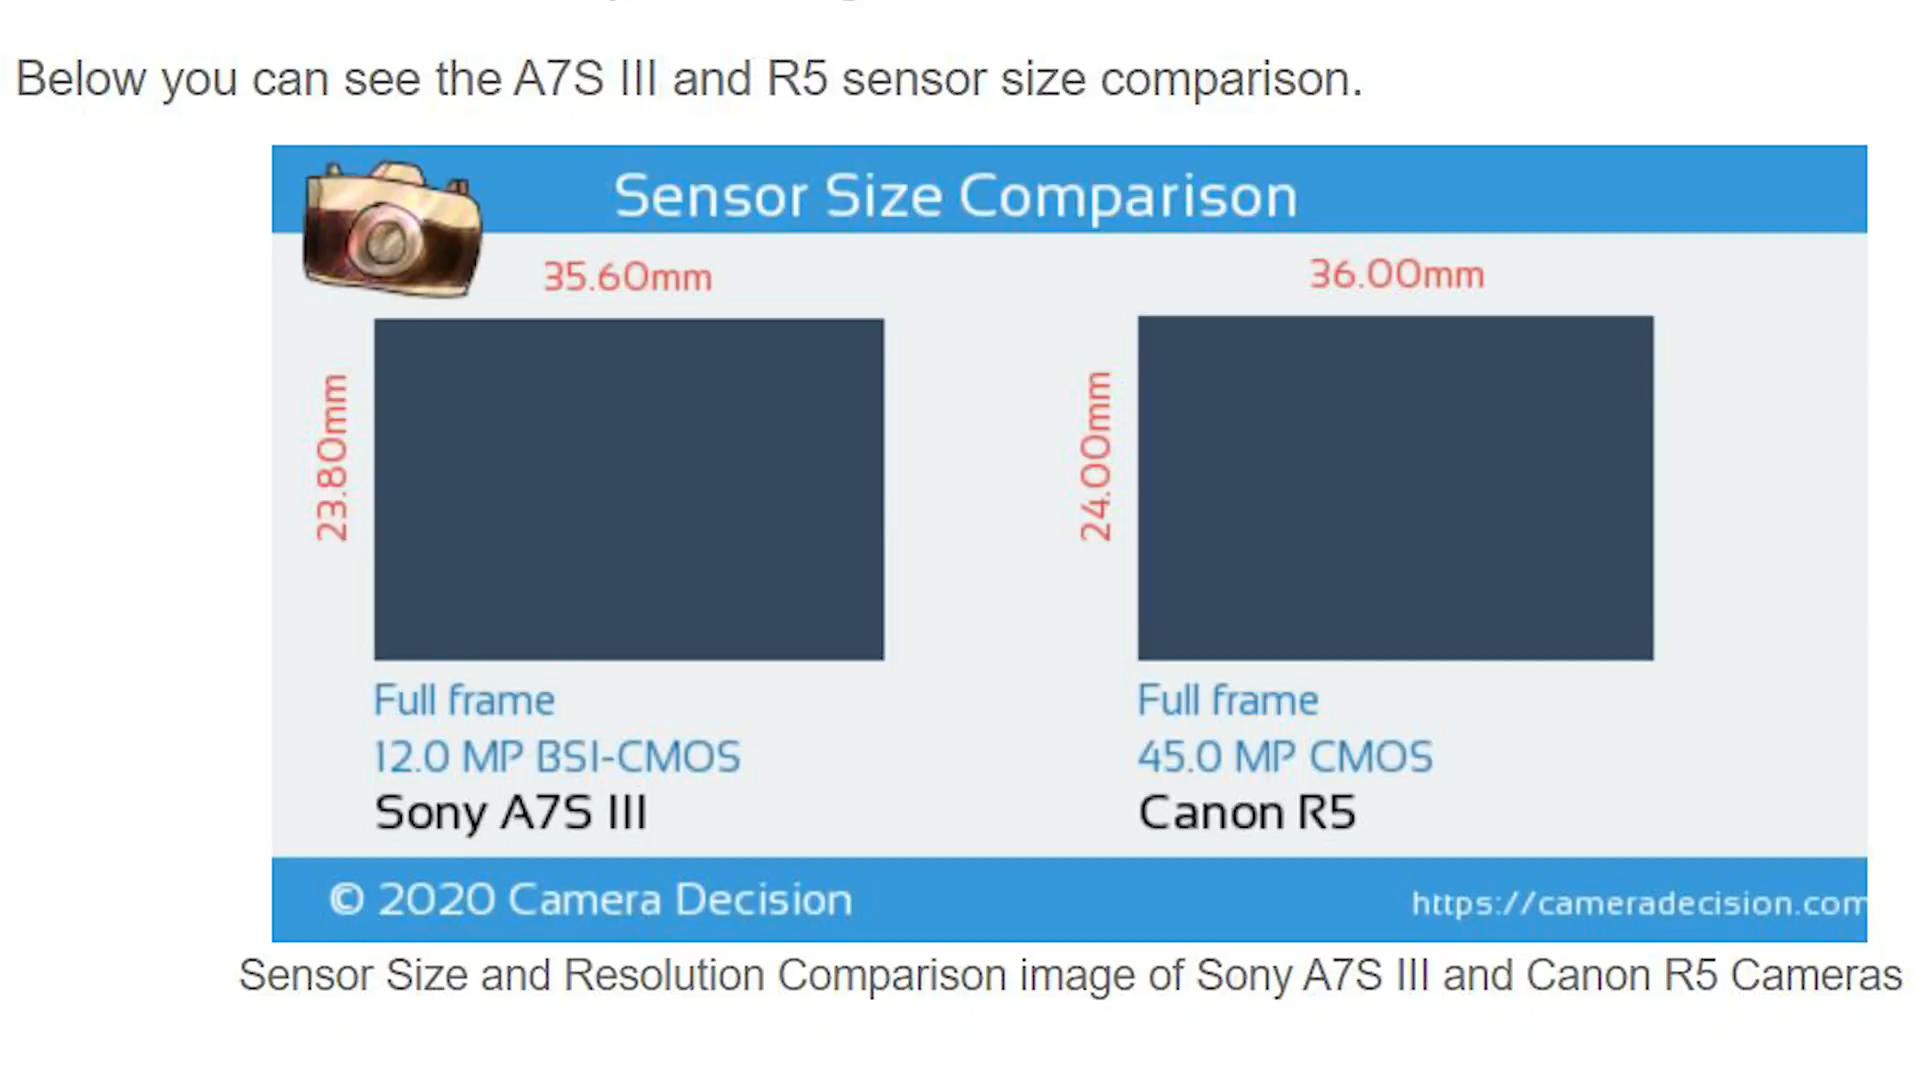 Below you can see the A7S III and R5 sensor size comparison.
Sensor Size Comparison
35.60mm
36.00mm
23.80mm
24.00mm
Full frame
12.0 MP BSI-CMOS
Sony A7S III
Full frame
45.0 MP CMOS
Canon R5
© 2020 Camera Decision
https://cameradecision.com
Sensor Size and Resolution Comparison image of Sony A7S III and Canon R5 Cameras